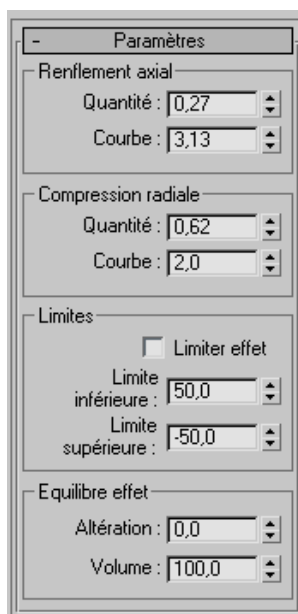 - Paramètres
Renflement axial
Quantité : 0,27
Courbe : 3,13
Compression radiale
Quantité : 0,62
Courbe : 2,0
Limites
Limiter effet
Limite
inférieure : 50,0
Limite
supérieure : -50,0
Equilibre effet
Altération : 0,0
Volume : 100,0